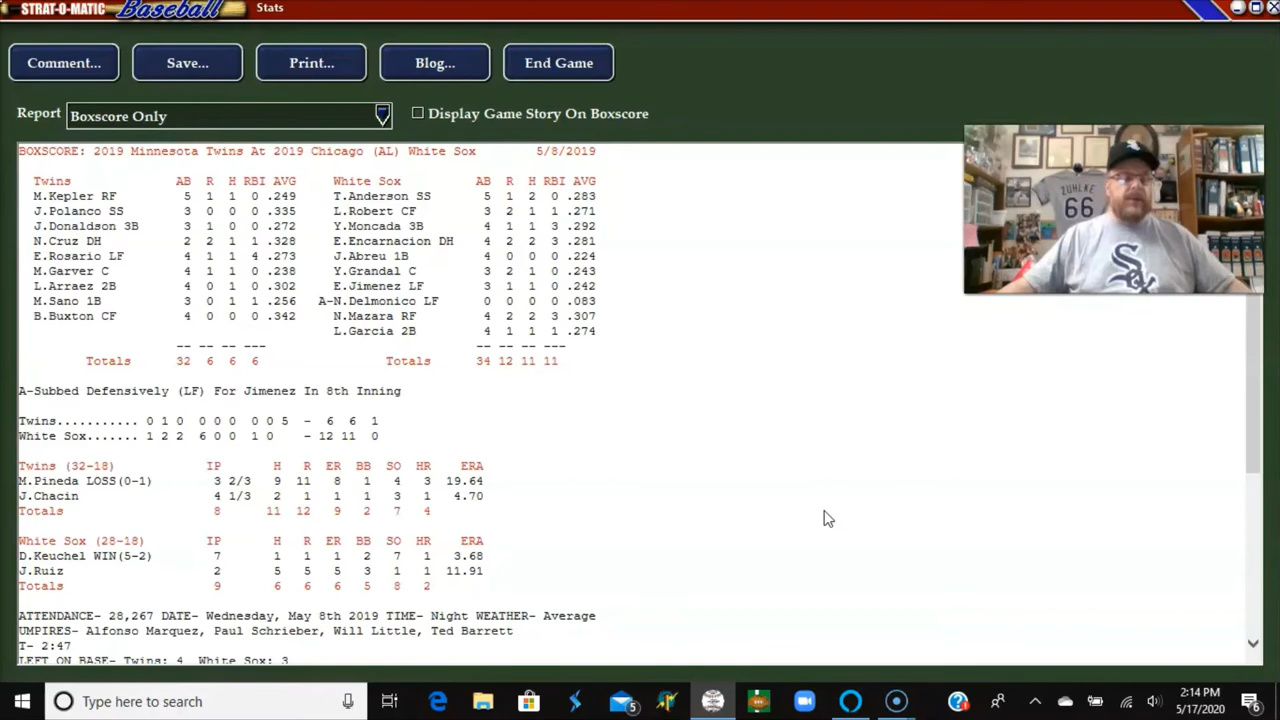 STRAT-O-MATIC Baseball Stats
Comment... Save... Print... Blog... End Game
Report Boxscore Only Display Game Story On Boxscore
BOXSCORE: 2019 Minnesota Twins At 2019 Chicago (AL) White Sox 5/8/2019
Twins AB R H RBI AVG White Sox AB R H RBI AVG
M.Kepler RF 5 1 1 0 .249 T.Anderson SS 5 1 2 0 .283
J.Polanco SS 3 0 0 0 .335 L.Robert CF 3 2 1 1 .271
J.Donaldson 3B 3 1 0 0 .272 Y.Moncada 3B 4 1 1 3 .292
N.Cruz DH 2 2 1 1 .328 E.Encarnacion DH 4 2 2 3 .281
E.Rosario LF 4 1 1 4 .273 J.Abreu 1B 4 0 0 0 .224
M.Garver C 4 1 1 0 .238 Y.Grandal C 3 2 1 0 .243
L.Arraez 2B 4 0 1 0 .302 E.Jimenez LF 3 1 1 0 .242
M.Sano 1B 3 0 1 1 .256 A-N.Delmonico LF 0 0 0 0 .083
B.Buxton CF 4 0 0 0 .342 N.Mazara RF 4 2 2 3 .307
L.Garcia 2B 4 1 1 1 .274
-- -- -- --- -- -- -- ---
Totals 32 6 6 6 Totals 34 12 11 11
A-Subbed Defensively (LF) For Jimenez In 8th Inning
Twins........... 0 1 0 0 0 0 0 0 5 - 6 6 1
White Sox....... 1 2 2 6 0 0 1 0 - 12 11 0
Twins (32-18) IP H R ER BB SO HR ERA
M.Pineda LOSS(0-1) 3 2/3 9 11 8 1 4 3 19.64
J.Chacin 4 1/3 2 1 1 1 3 1 4.70
Totals 8 11 12 9 2 7 4
White Sox (28-18) IP H R ER BB SO HR ERA
D.Keuchel WIN(5-2) 7 1 1 1 2 7 1 3.68
J.Ruiz 2 5 5 5 3 1 1 11.91
Totals 9 6 6 6 5 8 2
ATTENDANCE- 28,267 DATE- Wednesday, May 8th 2019 TIME- Night WEATHER- Average
UMPIRES- Alfonso Marquez, Paul Schrieber, Will Little, Ted Barrett
T- 2:47
LEFT ON BASE- Twins: 4 White Sox: 3
ZUHLKE
66
Sox
Type here to search
5
2:14 PM
5/17/2020
6